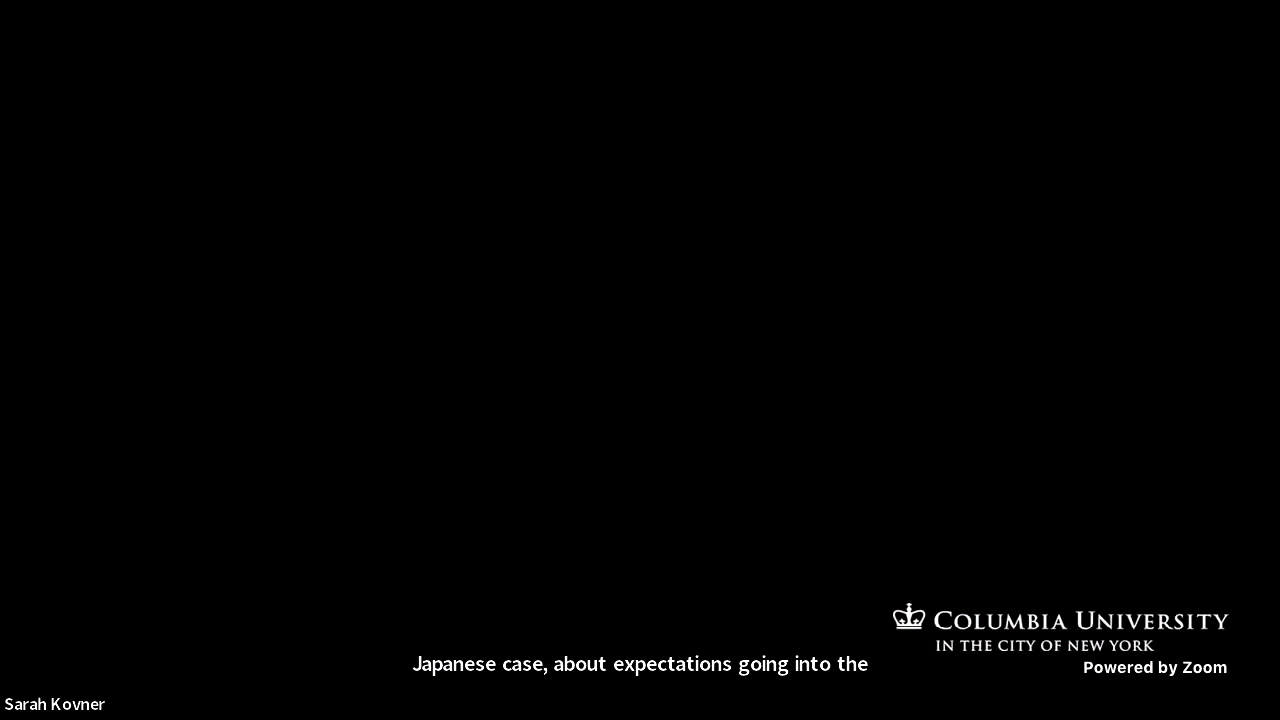 COLUMBIA UNIVERSITY
IN THE CITY OF NEW YORK
Japanese case, about expectations going into the
Powered by Zoom
Sarah Kovner